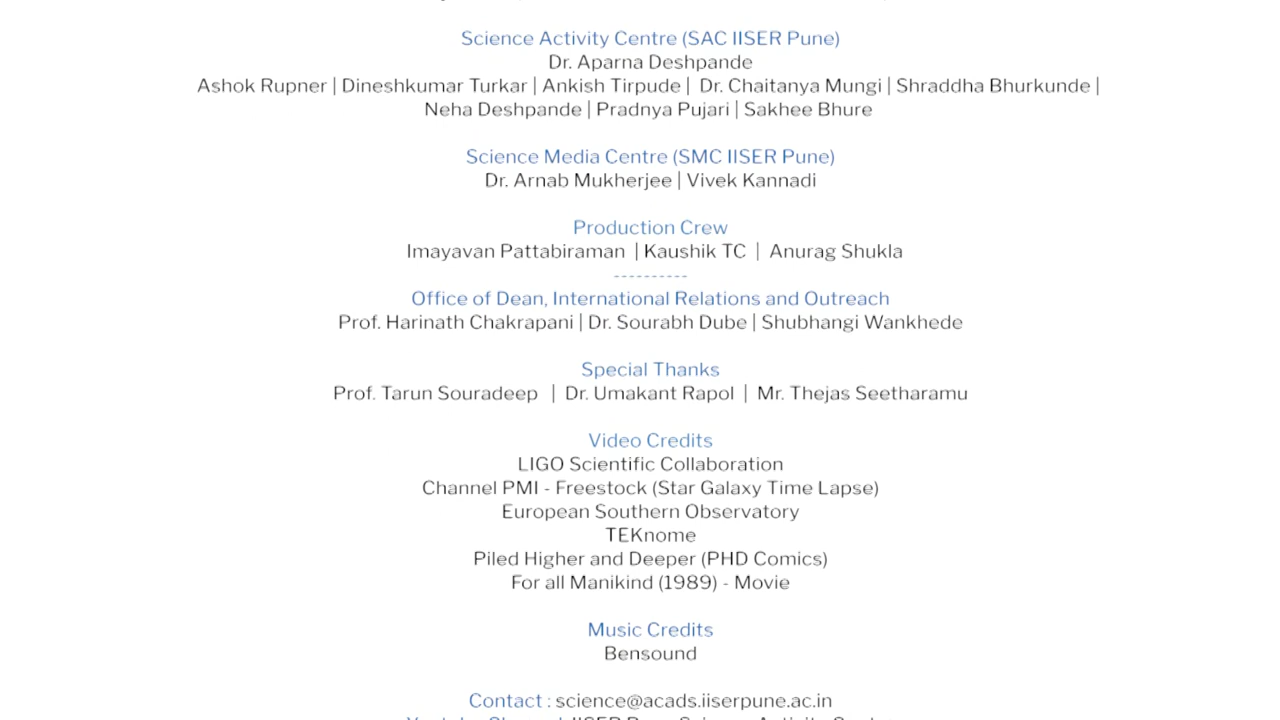 Science Activity Centre (SAC IISER Pune)
Dr. Aparna Deshpande
Ashok Rupner | Dineshkumar Turkar | Ankish Tirpude | Dr. Chaitanya Mungi | Shraddha Bhurkunde |
Neha Deshpande | Pradnya Pujari | Sakhee Bhure
Science Media Centre (SMC IISER Pune)
Dr. Arnab Mukherjee | Vivek Kannadi
Production Crew
Imayavan Pattabiraman | Kaushik TC | Anurag Shukla
----------
Office of Dean, International Relations and Outreach
Prof. Harinath Chakrapani | Dr. Sourabh Dube | Shubhangi Wankhede
Special Thanks
Prof. Tarun Souradeep | Dr. Umakant Rapol | Mr. Thejas Seetharamu
Video Credits
LIGO Scientific Collaboration
Channel PMI - Freestock (Star Galaxy Time Lapse)
European Southern Observatory
TEKnome
Piled Higher and Deeper (PHD Comics)
For all Manikind (1989) - Movie
Music Credits
Bensound
Contact : science@acads.iiserpune.ac.in